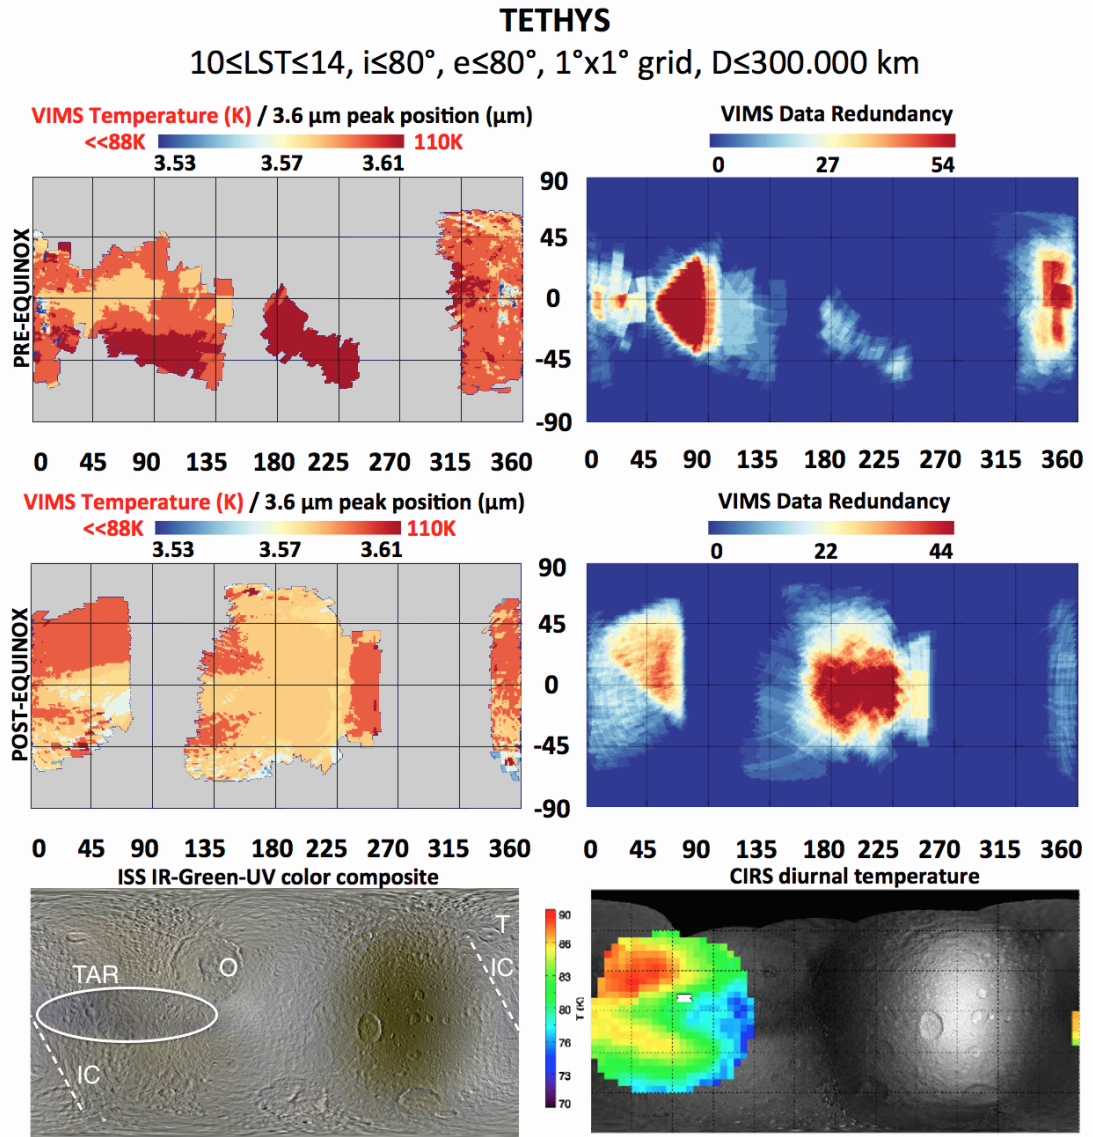 TETHYS
10≤LST≤14, i≤80°, e≤80°, 1°x1° grid, D≤300.000 km
VIMS Temperature (K) / 3.6 µm peak position (µm)
<<88K 110K
3.53 3.57 3.61
VIMS Data Redundancy
0 27 54
PRE-EQUINOX
90
45
0
-45
-90
0 45 90 135 180 225 270 315 360
0 45 90 135 180 225 270 315 360
VIMS Temperature (K) / 3.6 µm peak position (µm)
<<88K 110K
3.53 3.57 3.61
VIMS Data Redundancy
0 22 44
POST-EQUINOX
90
45
0
-45
-90
0 45 90 135 180 225 270 315 360
0 45 90 135 180 225 270 315 360
ISS IR-Green-UV color composite
T
O
IC
TAR
IC
CIRS diurnal temperature
90
86
83
80
76
73
70
T (K)